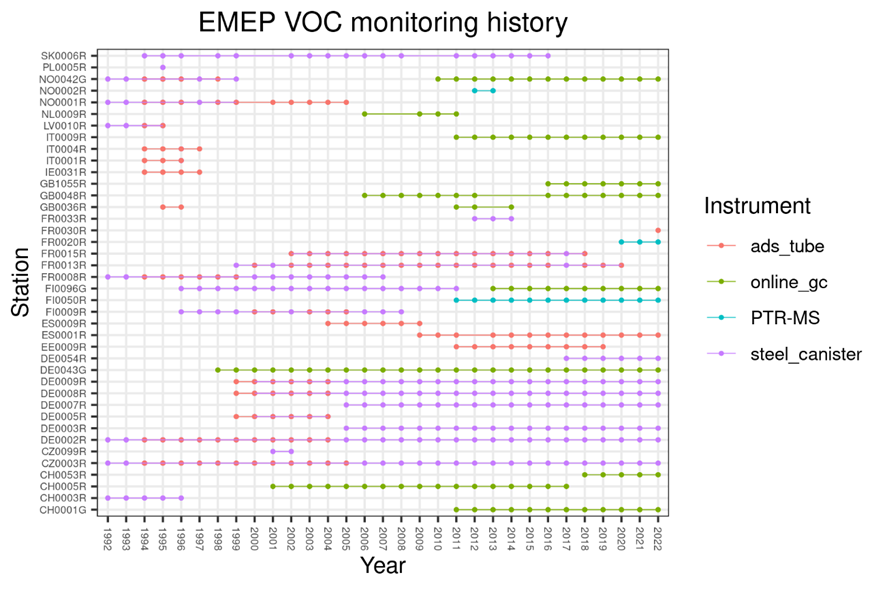 EMEP VOC monitoring history
SK0006R
PL0005R
NO0042G
NO0002R
NO0001R
NL0009R
LV0010R
IT0009R
IT0004R
IT0001R
IE0031R
GB1055R
GB0048R
GB0036R
FR0033R
FR0030R
FR0020R
FR0015R
FR0013R
FR0008R
FI0096G
FI0050R
FI0009R
ES0009R
ES0001R
EE0009R
DE0054R
DE0043G
DE0009R
DE0008R
DE0007R
DE0005R
DE0003R
DE0002R
CZ0099R
CZ0003R
CH0053R
CH0005R
CH0003R
CH0001G
Station
1992 1993 1994 1995 1996 1997 1998 1999 2000 2001 2002 2003 2004 2005 2006 2007 2008 2009 2010 2011 2012 2013 2014 2015 2016 2017 2018 2019 2020 2021 2022
Year
Instrument
ads_tube
online_gc
PTR-MS
steel_canister